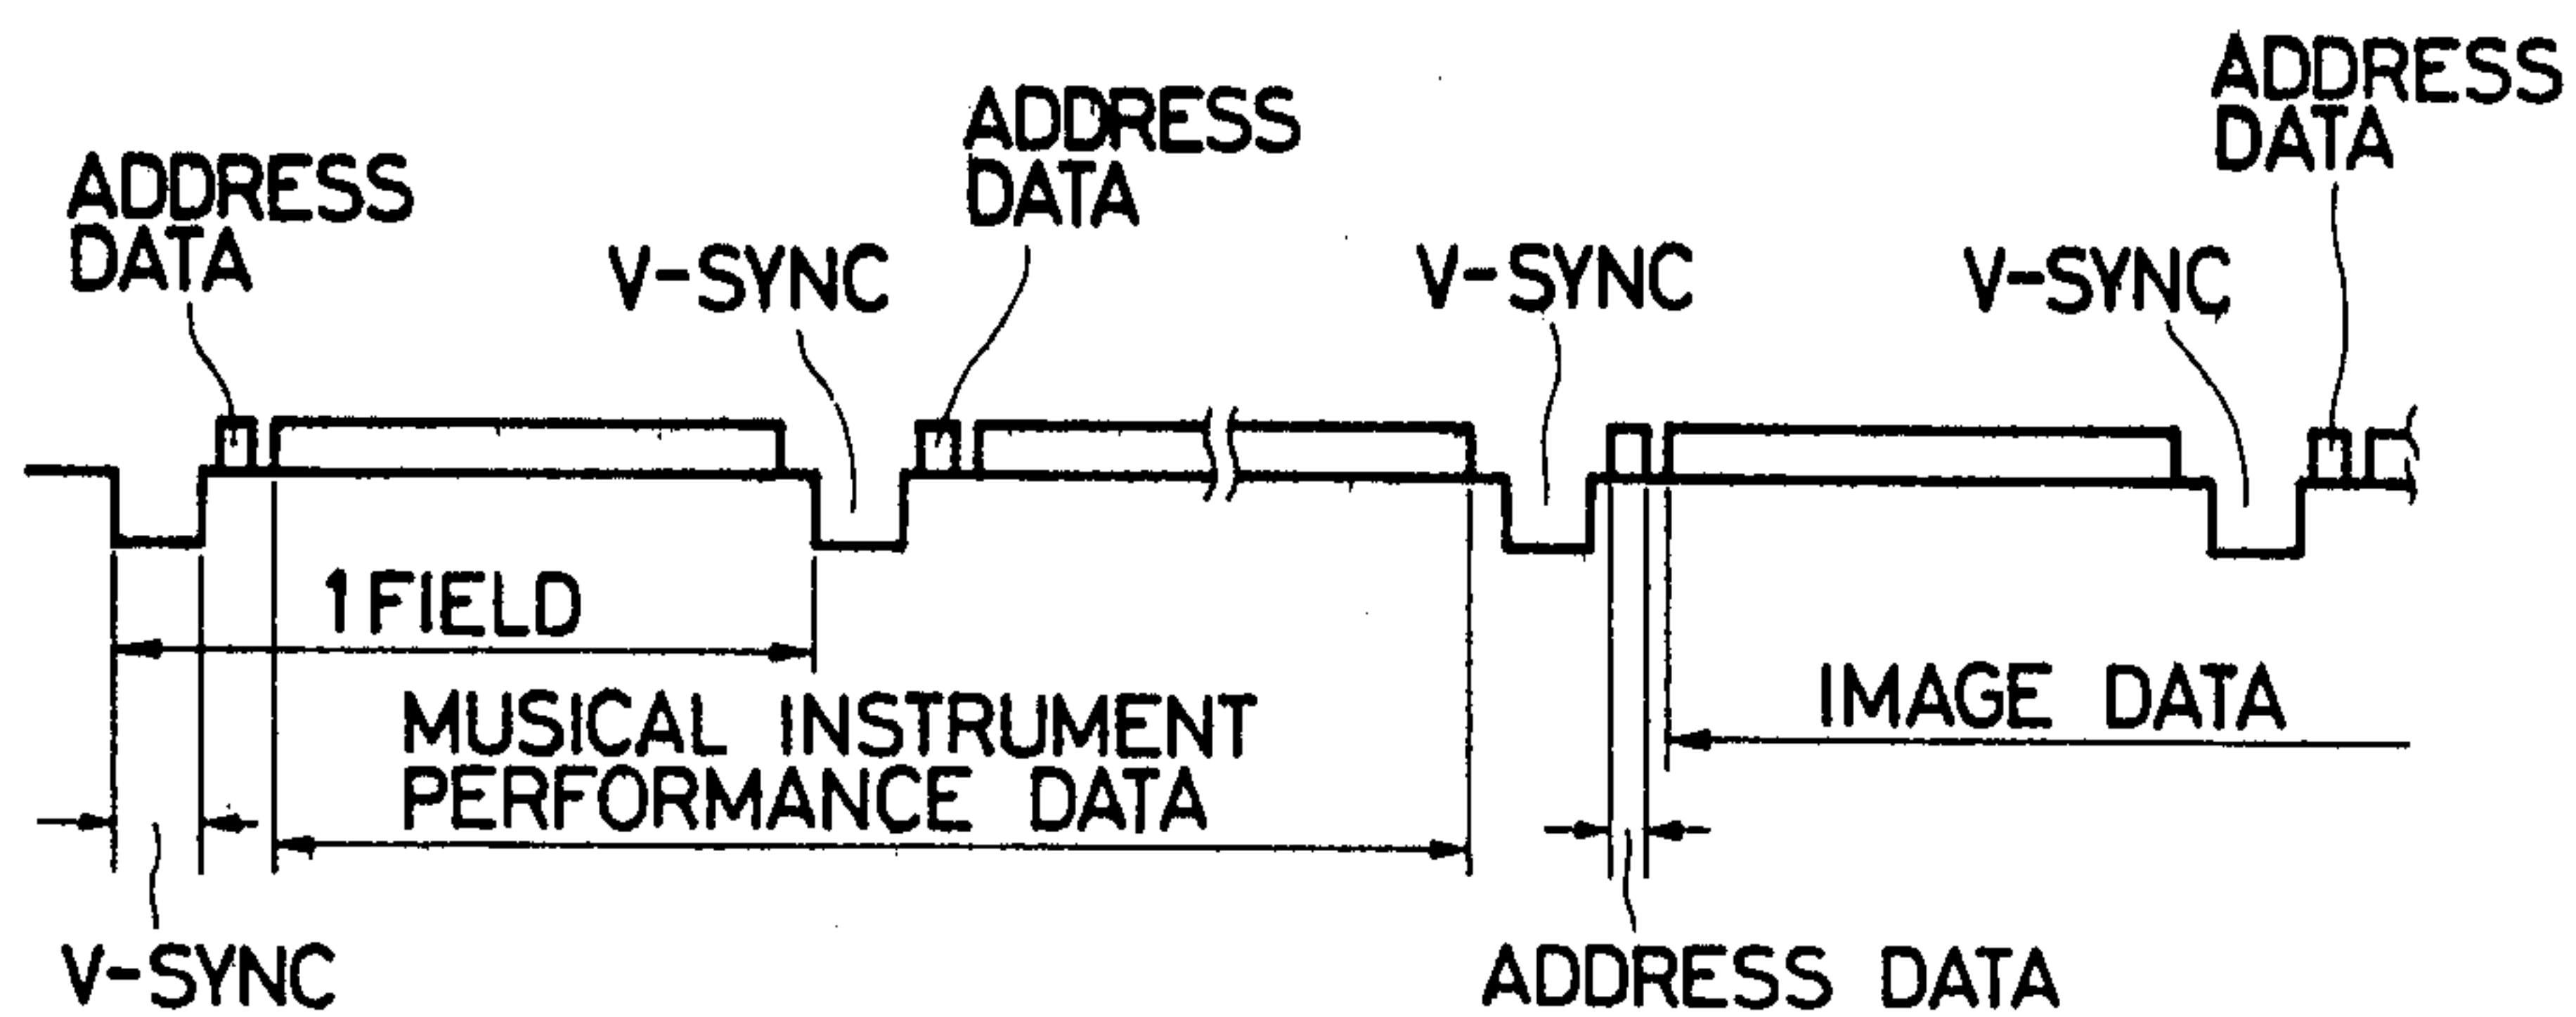 ADDRESS
DATA
ADDRESS
DATA
ADDRESS
DATA
V-SYNC
V-SYNC
V-SYNC
1 FIELD
MUSICAL INSTRUMENT
PERFORMANCE DATA
IMAGE DATA
V-SYNC
ADDRESS DATA